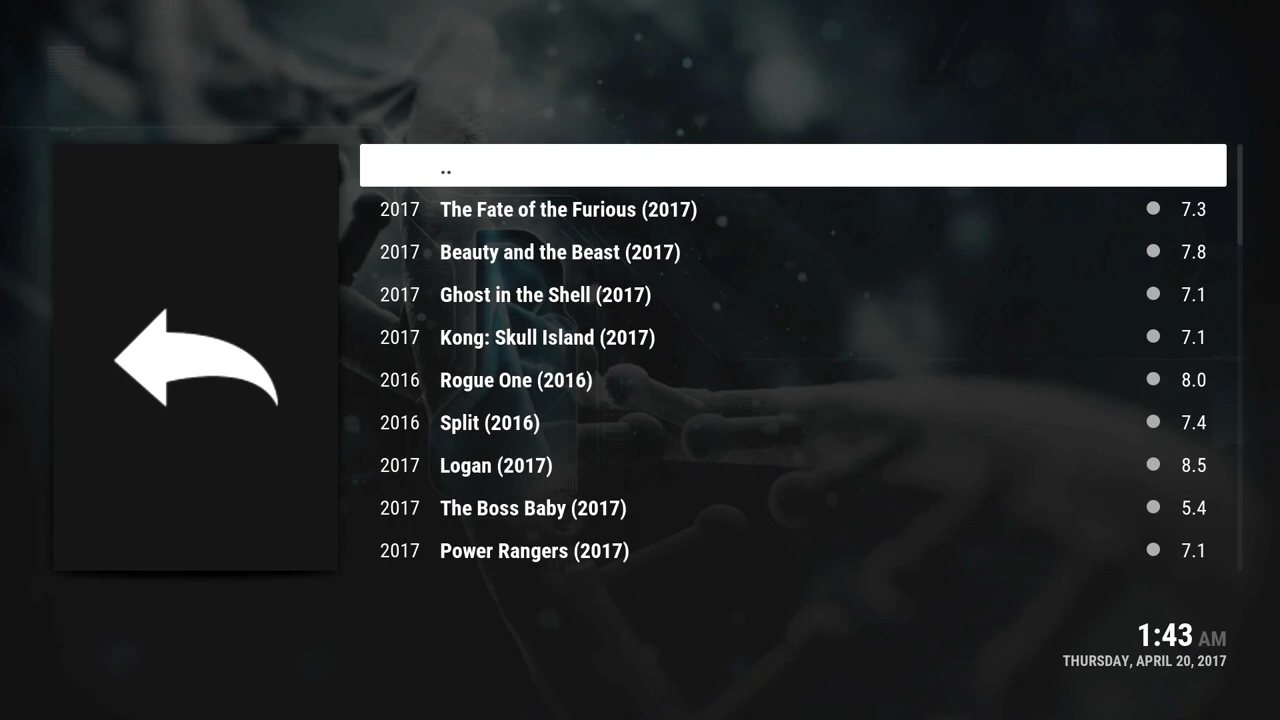 ..
2017 The Fate of the Furious (2017) 7.3
2017 Beauty and the Beast (2017) 7.8
2017 Ghost in the Shell (2017) 7.1
2017 Kong: Skull Island (2017) 7.1
2016 Rogue One (2016) 8.0
2016 Split (2016) 7.4
2017 Logan (2017) 8.5
2017 The Boss Baby (2017) 5.4
2017 Power Rangers (2017) 7.1
1:43 AM
THURSDAY, APRIL 20, 2017